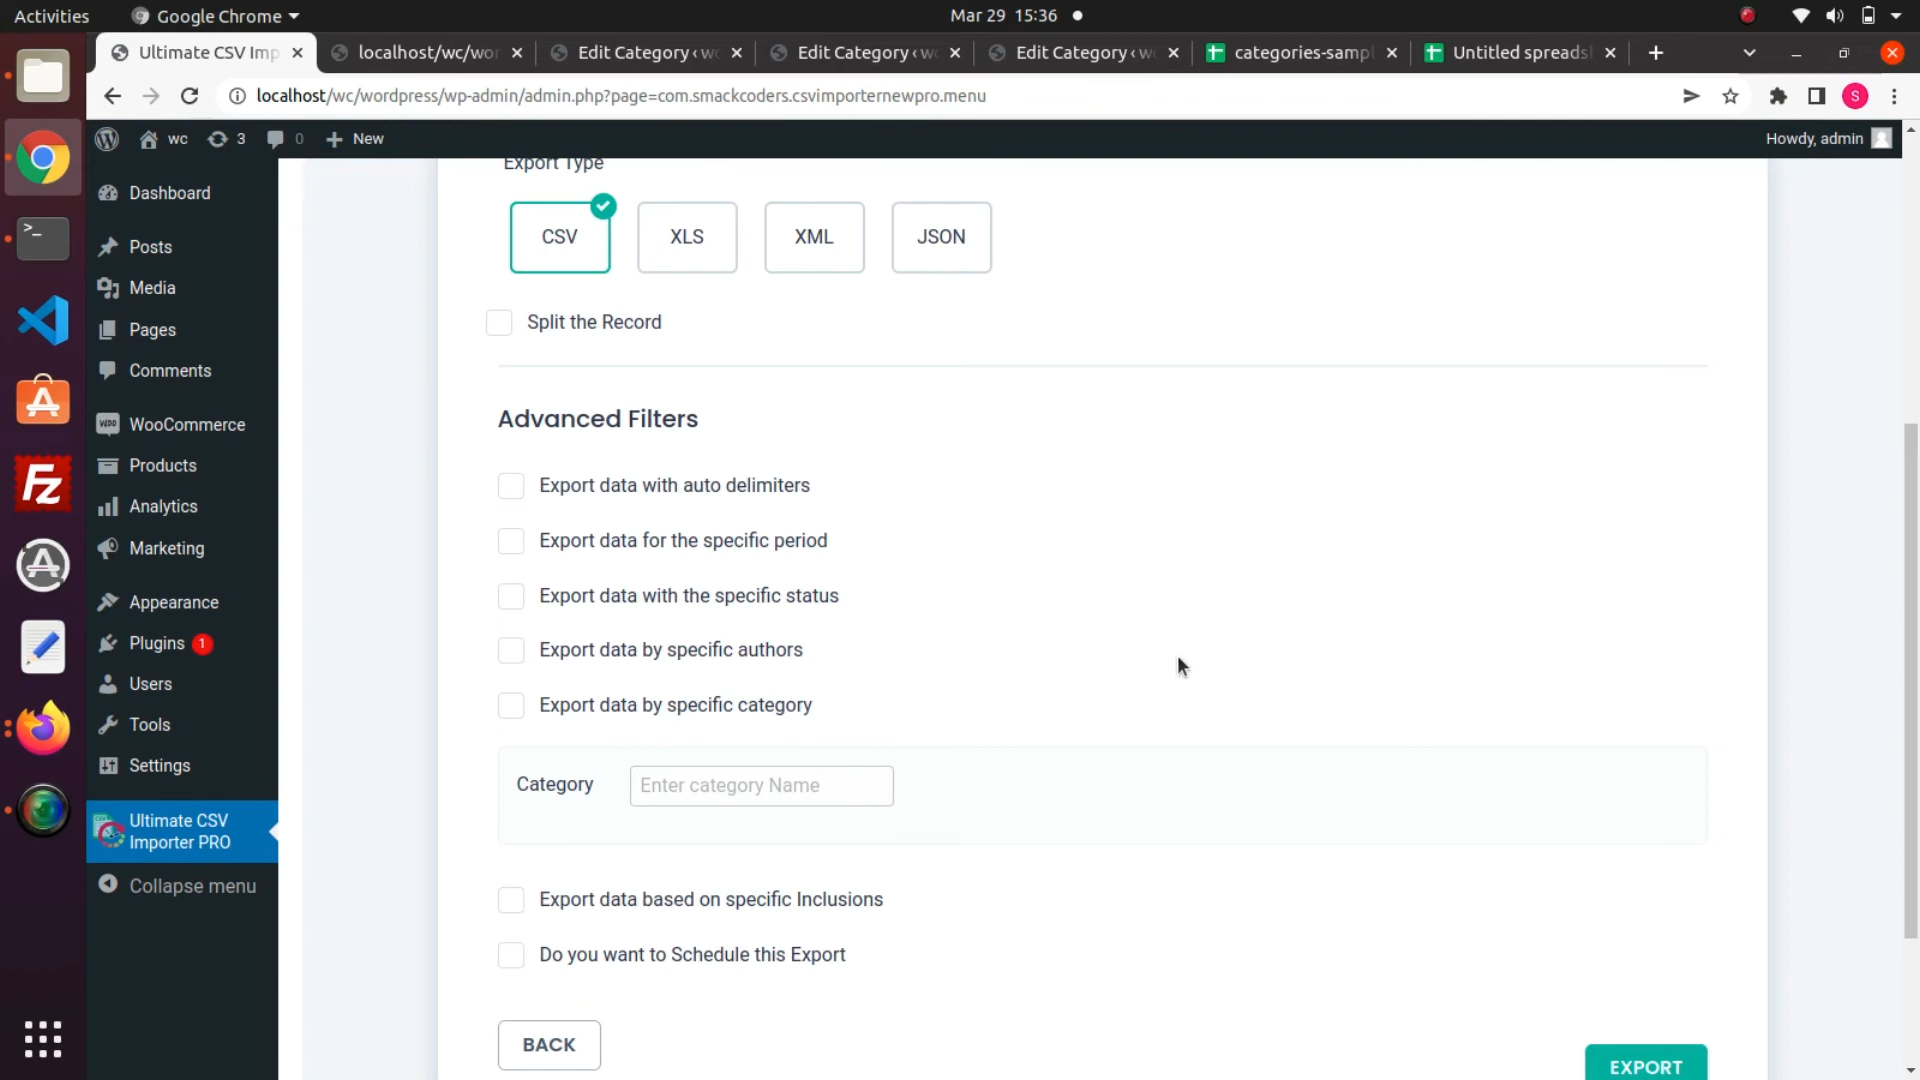 Activities
Google Chrome
Mar 29 15:36
Ultimate CSV Imp
localhost/wc/wor
Edit Category ‹ wc
Edit Category ‹ wc
Edit Category ‹ wc
categories-sampl
Untitled spreads
localhost/wc/wordpress/wp-admin/admin.php?page=com.smackcoders.csvimporternewpro.menu
S
wc
3
0
New
Howdy, admin
Dashboard
Posts
Media
Pages
Comments
WooCommerce
Products
Analytics
Marketing
Appearance
Plugins 1
Users
Tools
Settings
Ultimate CSV
Importer PRO
Collapse menu
Export Type
CSV
XLS
XML
JSON
Split the Record
Advanced Filters
Export data with auto delimiters
Export data for the specific period
Export data with the specific status
Export data by specific authors
Export data by specific category
Category
Enter category Name
Export data based on specific Inclusions
Do you want to Schedule this Export
BACK
EXPORT